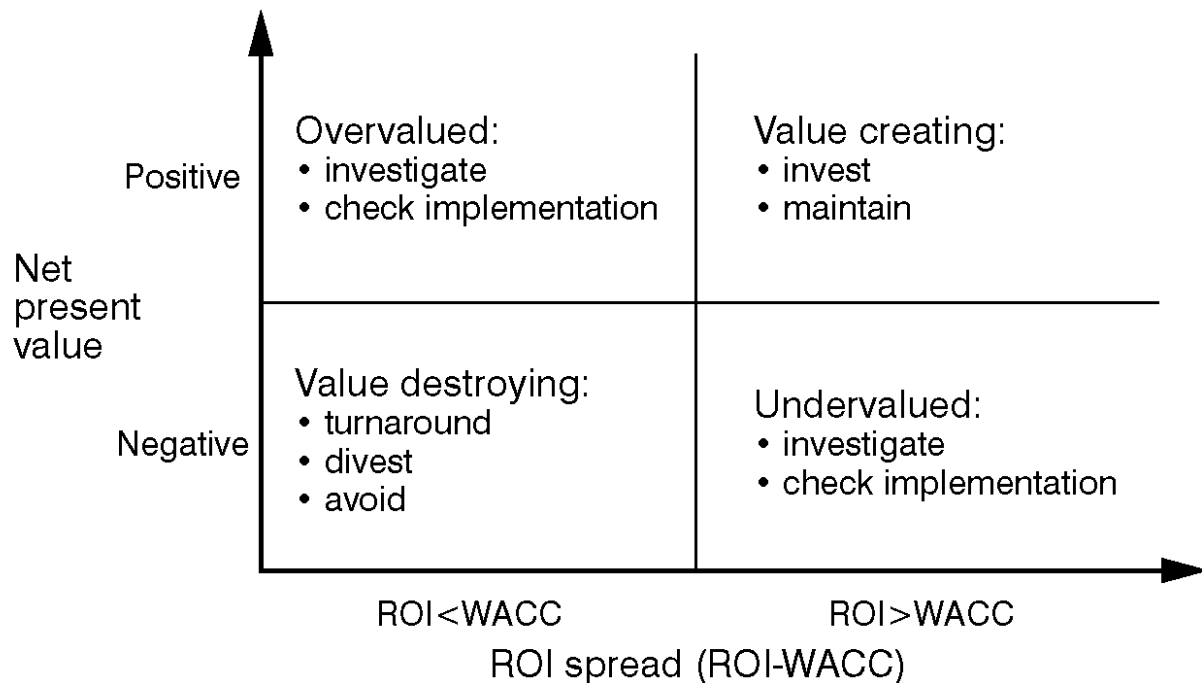 Overvalued:
• investigate
• check implementation
Value creating:
• invest
• maintain
Positive
Net
present
value
Negative
Value destroying:
• turnaround
• divest
• avoid
Undervalued:
• investigate
• check implementation
ROI<WACC
ROI>WACC
ROI spread (ROI-WACC)